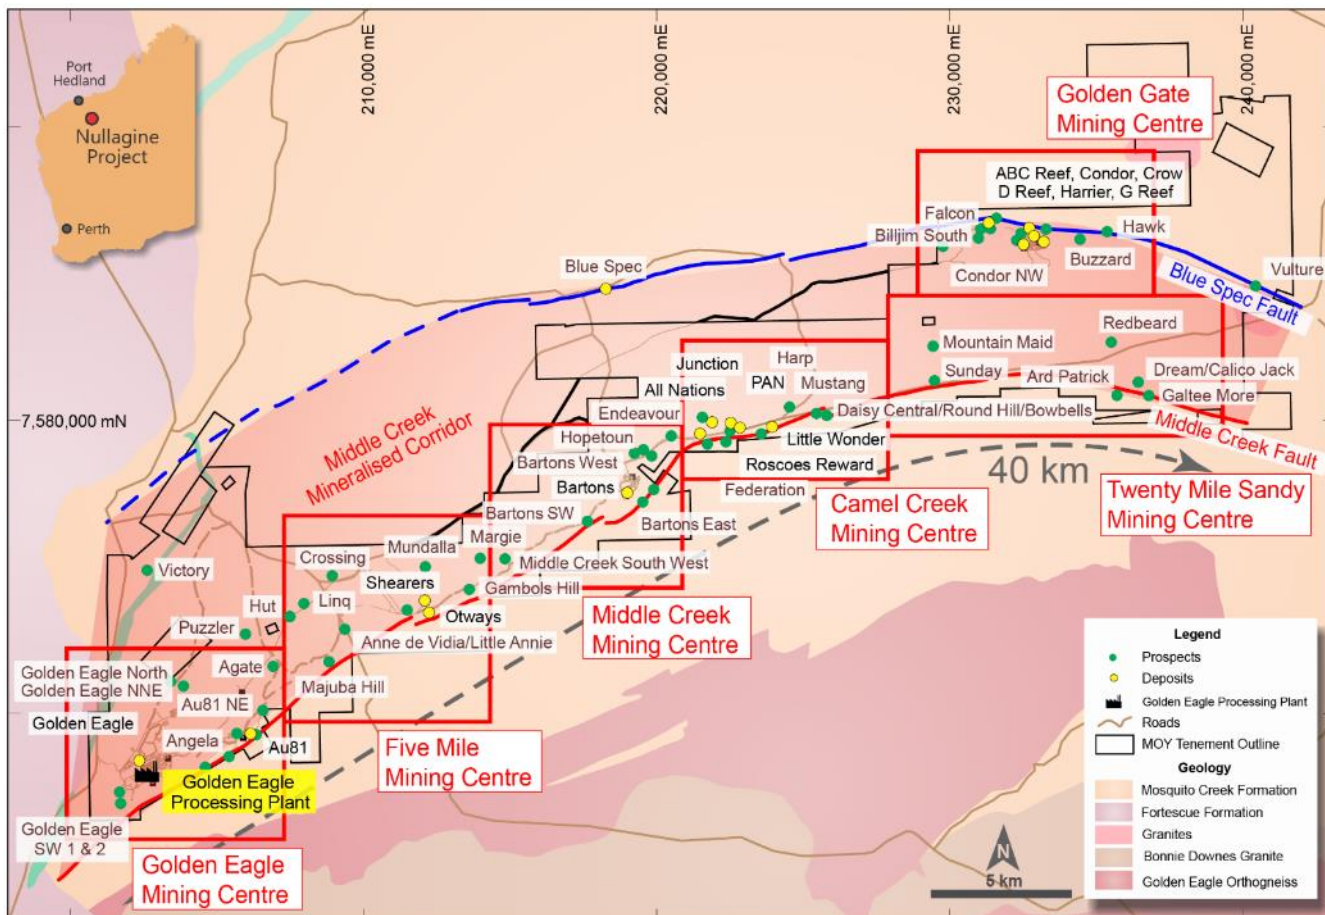 210,000 mE
220,000 mE
230,000 mE
240,000 mE
Port
Hedland
Nullagine
Project
Perth
Golden Gate
Mining Centre
ABC Reef, Condor, Crow
D Reef, Harrier, G Reef
Falcon
Billjim South
Hawk
Condor NW
Buzzard
Vulture
Blue Spec
Blue Spec Fault
Redbeard
Mountain Maid
Sunday
Ard Patrick
Dream/Calico Jack
Galtee More
Middle Creek Fault
7,580,000 mN
Middle Creek
Mineralised Corridor
Junction
Harp
All Nations
PAN
Mustang
Endeavour
Daisy Central/Round Hill/Bowbells
Hopetoun
Little Wonder
Bartons West
Roscoes Reward
Bartons
Federation
40 km
Bartons SW
Bartons East
Camel Creek
Mining Centre
Twenty Mile Sandy
Mining Centre
Margie
Mundalla
Crossing
Middle Creek South West
Shearers
Victory
Gambols Hill
Hut
Linq
Otways
Middle Creek
Mining Centre
Puzzler
Anne de Vidia/Little Annie
Golden Eagle North
Golden Eagle NNE
Agate
Majuba Hill
Au81 NE
Golden Eagle
Angela
Au81
Five Mile
Mining Centre
Golden Eagle
Processing Plant
Golden Eagle
SW 1 & 2
Golden Eagle
Mining Centre
N
5 km
Legend
Prospects
Deposits
Golden Eagle Processing Plant
Roads
MOY Tenement Outline
Geology
Mosquito Creek Formation
Fortescue Formation
Granites
Bonnie Downes Granite
Golden Eagle Orthogneiss